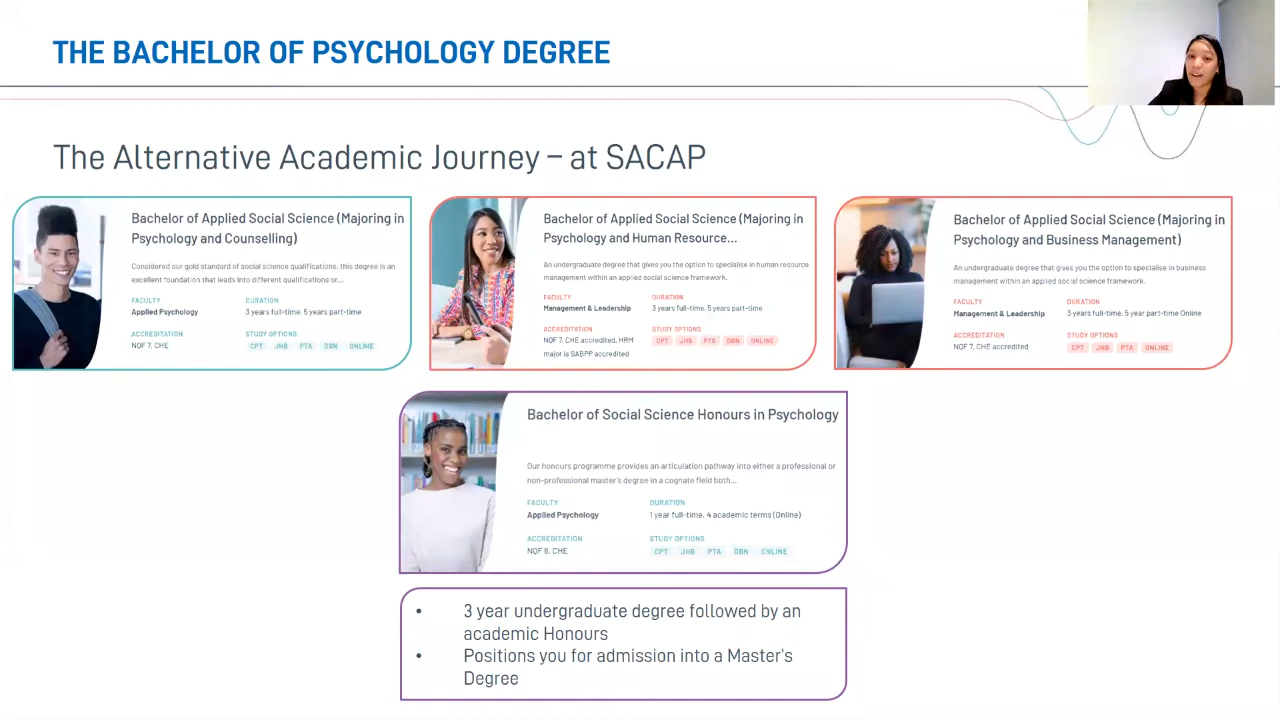 THE BACHELOR OF PSYCHOLOGY DEGREE
The Alternative Academic Journey – at SACAP
Bachelor of Applied Social Science (Majoring in
Psychology and Counselling)
Considered our gold standard of social science qualifications, this degree is an
excellent foundation that leads into different qualifications or...
FACULTY
Applied Psychology
DURATION
3 years full-time, 5 years part-time
ACCREDITATION
NQF 7, CHE
STUDY OPTIONS
CPT JHB PTA DBN ONLINE
Bachelor of Applied Social Science (Majoring in
Psychology and Human Resource...
An undergraduate degree that gives you the option to specialise in human resource
management within an applied social science framework.
FACULTY
Management & Leadership
DURATION
3 years full-time, 5 years part-time
ACCREDITATION
NQF 7, CHE accredited, HRM
major is SABPP accredited
STUDY OPTIONS
CPT JHB PTA DBN ONLINE
Bachelor of Applied Social Science (Majoring in
Psychology and Business Management)
An undergraduate degree that gives you the option to specialise in business
management within an applied social science framework.
FACULTY
Management & Leadership
DURATION
3 years full-time, 5 year part-time Online
ACCREDITATION
NQF 7, CHE accredited
STUDY OPTIONS
CPT JHB PTA ONLINE
Bachelor of Social Science Honours in Psychology
Our honours programme provides an articulation pathway into either a professional or
non-professional master's degree in a cognate field both...
FACULTY
Applied Psychology
DURATION
1 year full-time, 4 academic terms (Online)
ACCREDITATION
NQF 8, CHE
STUDY OPTIONS
CPT JHB PTA DBN ONLINE
• 3 year undergraduate degree followed by an
academic Honours
• Positions you for admission into a Master's
Degree